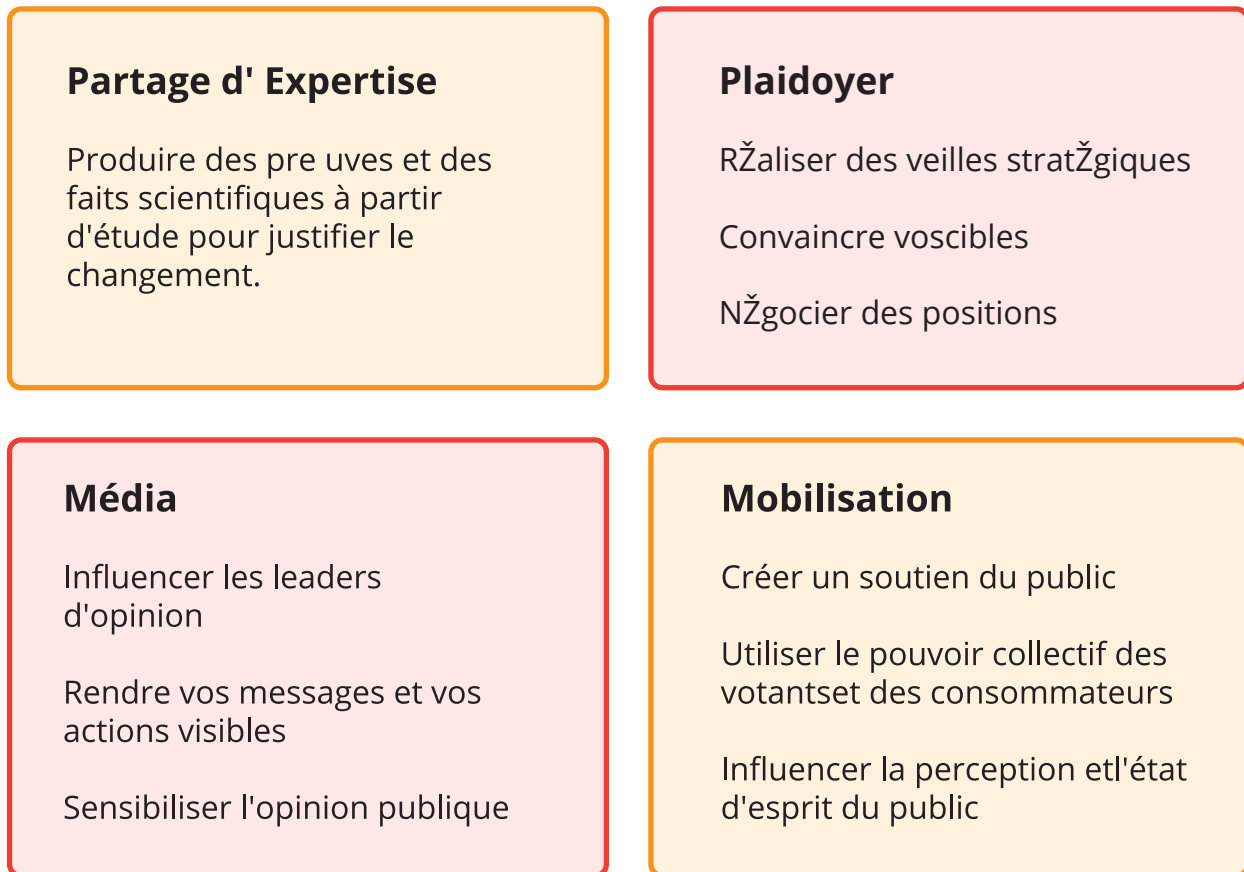 Partage d' Expertise
Produire des pre uves et des
faits scientifiques à partir
d'étude pour justifier le
changement.
Plaidoyer
RŽaliser des veilles stratŽgiques
Convaincre voscibles
NŽgocier des positions
Média
Influencer les leaders
d'opinion
Rendre vos messages et vos
actions visibles
Sensibiliser l'opinion publique
Mobilisation
Créer un soutien du public
Utiliser le pouvoir collectif des
votantset des consommateurs
Influencer la perception etl'état
d'esprit du public